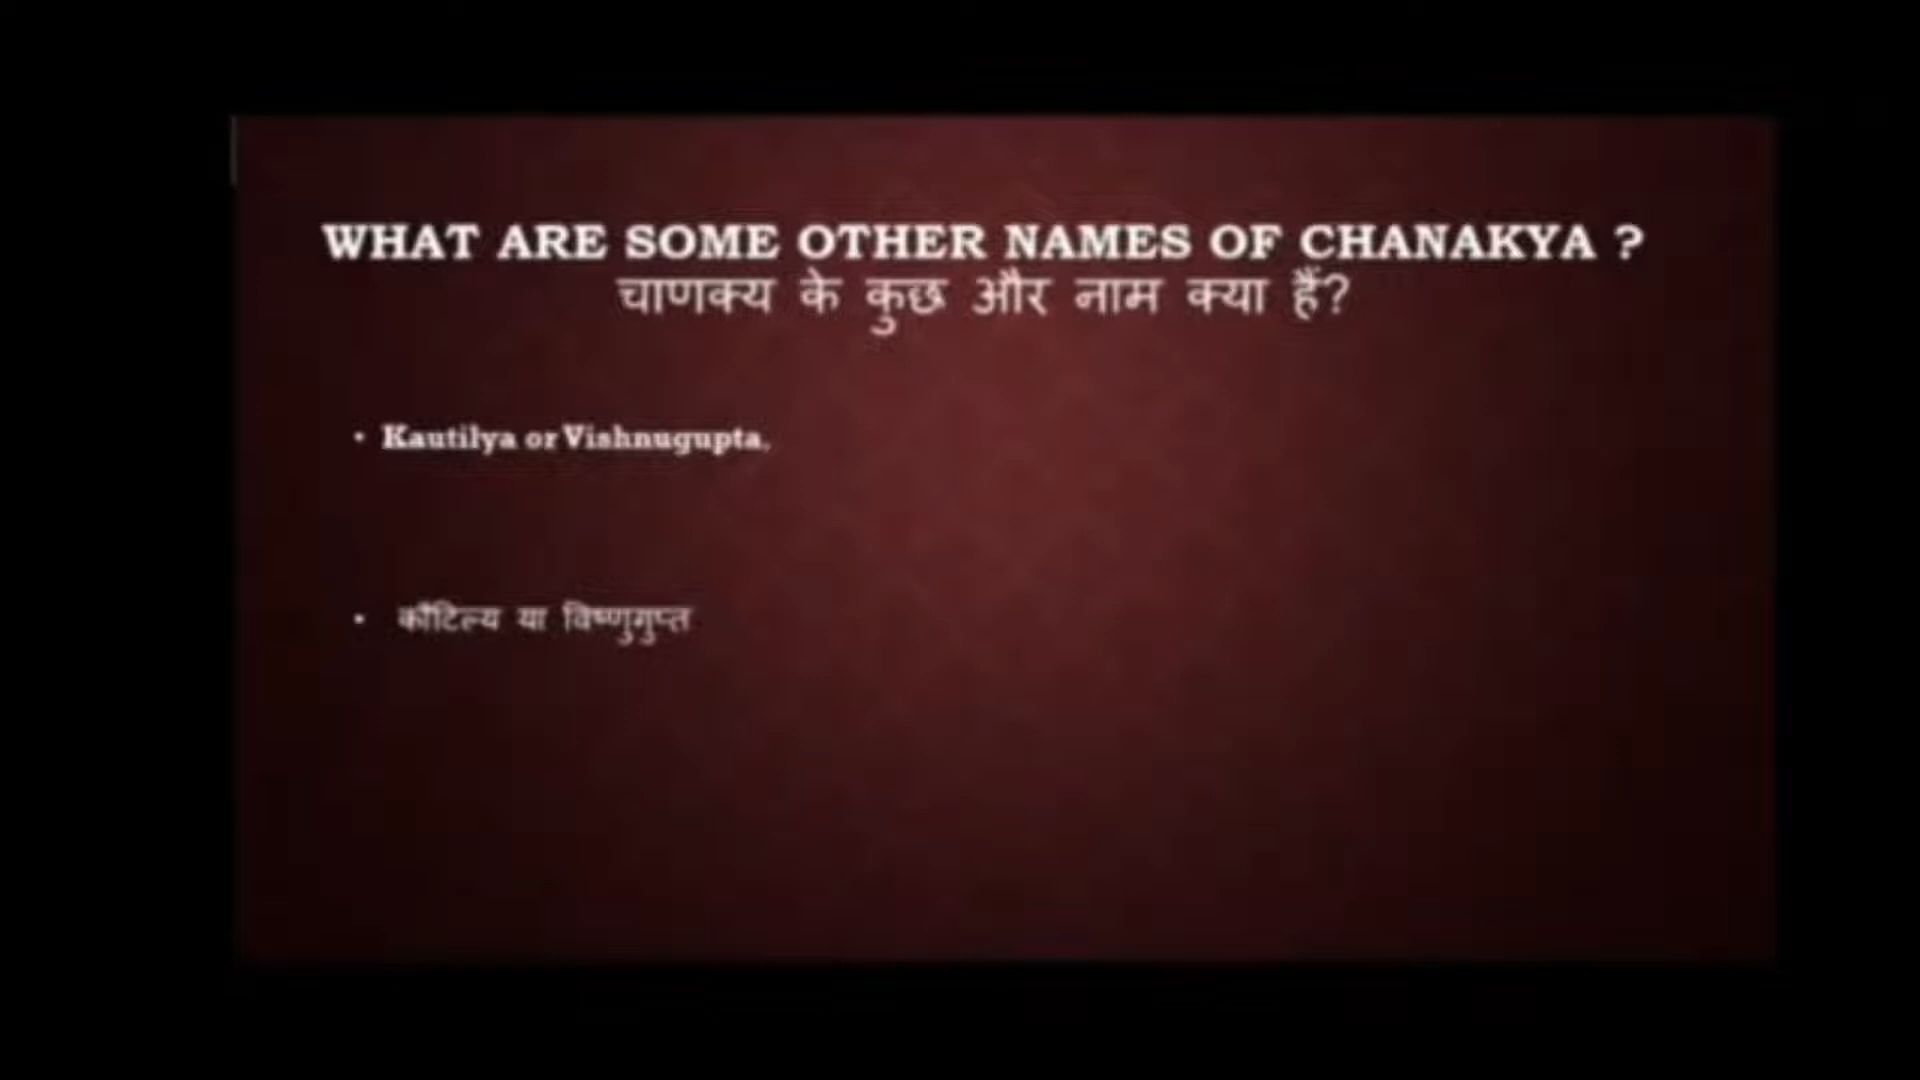 WHAT ARE SOME OTHER NAMES OF CHANAKYA ?
चाणक्य के कुछ और नाम क्या हैं?
• Kautilya or Vishnugupta,
• कौटिल्य या विष्णुगुप्त